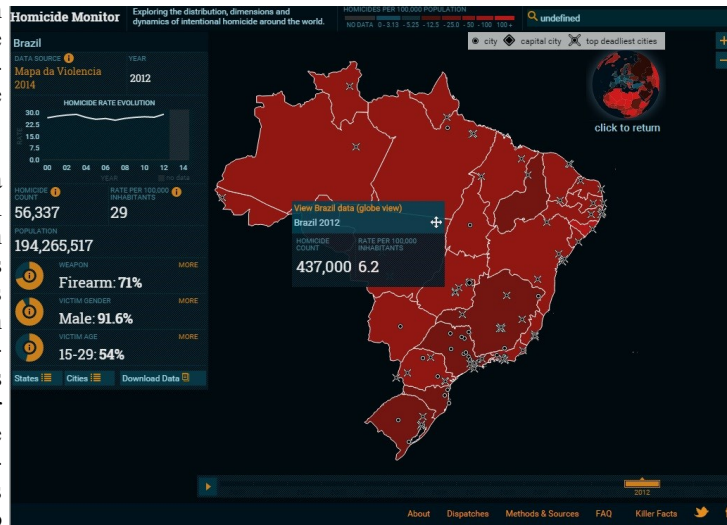 Homicide Monitor
Exploring the distribution, dimensions and
dynamics of intentional homicide around the world.
HOMICIDES PER 100,000 POPULATION
NO DATA 0 - 3.13 - 5.25 - 12.5 - 25.0 - 50 - 100 100 +
undefined
city capital city top deadliest cities
click to return
Brazil
DATA SOURCE
YEAR
Mapa da Violencia
2014
2012
HOMICIDE RATE EVOLUTION
30.0
22.5
15.0
7.5
0.0
RATE
00 02 04 06 08 10 12 14
YEAR
no data
HOMICIDE
COUNT
RATE PER 100,000
INHABITANTS
56,337
29
POPULATION
194,265,517
WEAPON
MORE
Firearm: 71%
VICTIM GENDER
MORE
Male: 91.6%
VICTIM AGE
MORE
15-29: 54%
States
Cities
Download Data
View Brazil data (globe view)
Brazil 2012
HOMICIDE
COUNT
RATE PER 100,000
INHABITANTS
437,000 6.2
2012
About Dispatches Methods & Sources FAQ Killer Facts